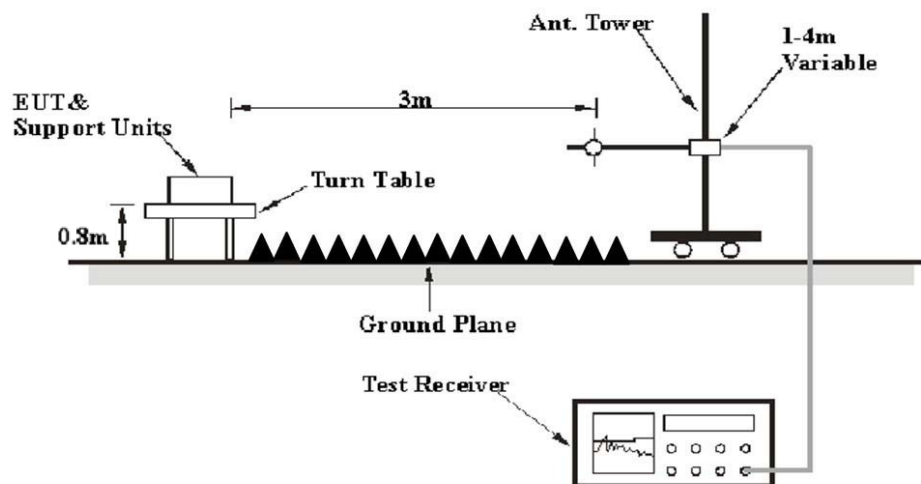 Ant. Tower
1-4m
Variable
EUT&
Support Units
3m
Turn Table
0.8m
Ground Plane
Test Receiver